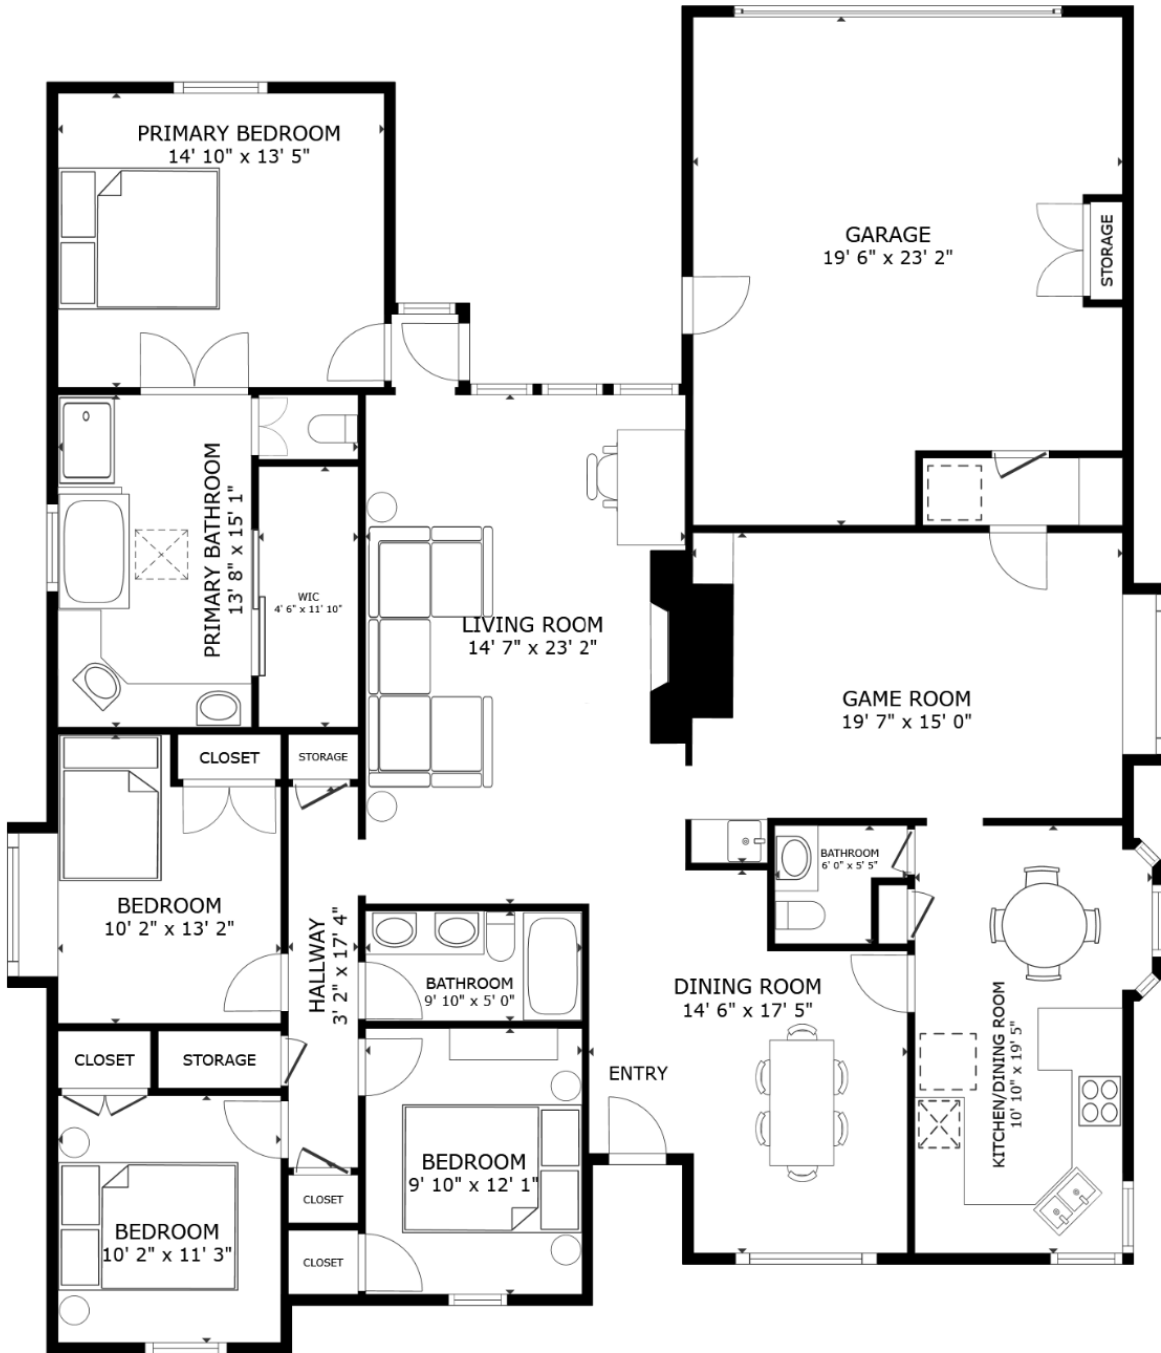 PRIMARY BEDROOM
14' 10" x 13' 5"
GARAGE
19' 6" x 23' 2"
STORAGE
PRIMARY BATHROOM
13' 8" x 15' 1"
WIC
4' 6" x 11' 10"
LIVING ROOM
14' 7" x 23' 2"
GAME ROOM
19' 7" x 15' 0"
CLOSET
STORAGE
BATHROOM
6' 0" x 5' 5"
BEDROOM
10' 2" x 13' 2"
HALLWAY
3' 2" x 17' 4"
BATHROOM
9' 10" x 5' 0"
DINING ROOM
14' 6" x 17' 5"
KITCHEN/DINING ROOM
10' 10" x 19' 5"
CLOSET
STORAGE
ENTRY
BEDROOM
9' 10" x 12' 1"
CLOSET
BEDROOM
10' 2" x 11' 3"
CLOSET